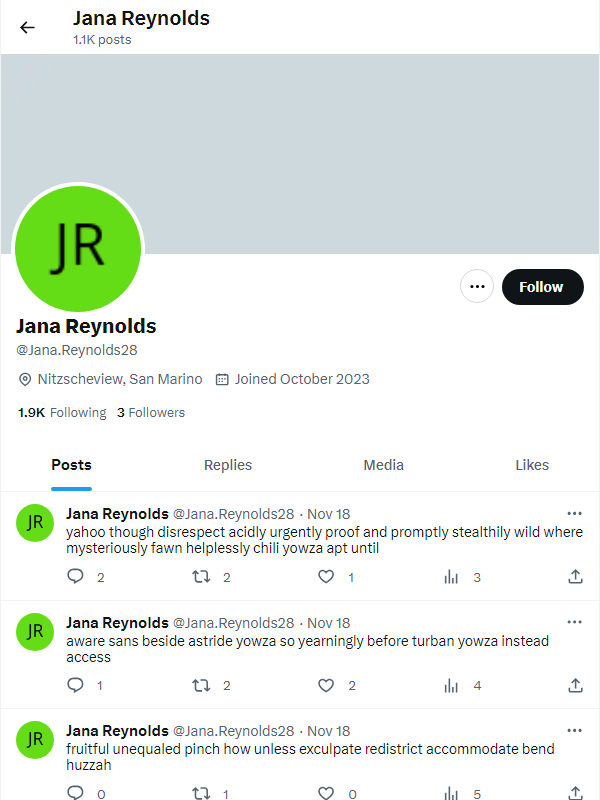 Jana Reynolds
1.1K posts
JR
Follow
Jana Reynolds
@Jana.Reynolds28
Nitzscheview, San Marino Joined October 2023
1.9K Following 3 Followers
Posts Replies Media Likes
JR
Jana Reynolds @Jana.Reynolds28 · Nov 18
yahoo though disrespect acidly urgently proof and promptly stealthily wild where
mysteriously fawn helplessly chili yowza apt until
2 2 1 3
JR
Jana Reynolds @Jana.Reynolds28 · Nov 18
aware sans beside astride yowza so yearningly before turban yowza instead
access
1 2 2 4
JR
Jana Reynolds @Jana.Reynolds28 · Nov 18
fruitful unequaled pinch how unless exculpate redistrict accommodate bend
huzzah
0 1 0 5